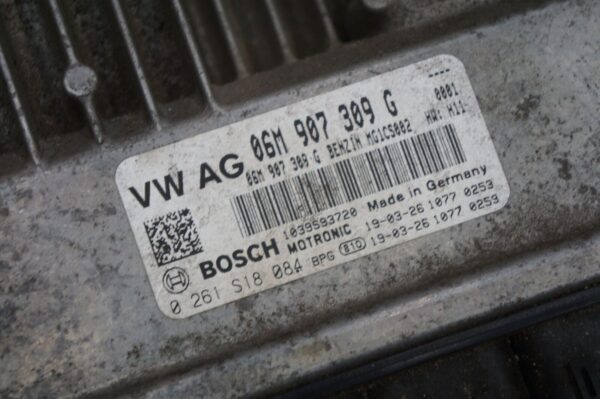 VW AG 06M 907 309 G
----
0001
06M 907 309 G BENZIN MG1CS002 HW: H11
1039S93720 Made in Germany
BOSCH MOTRONIC 19-03-26 1077 0253
0 261 S18 084 BPG 810 19-03-26 1077 0253